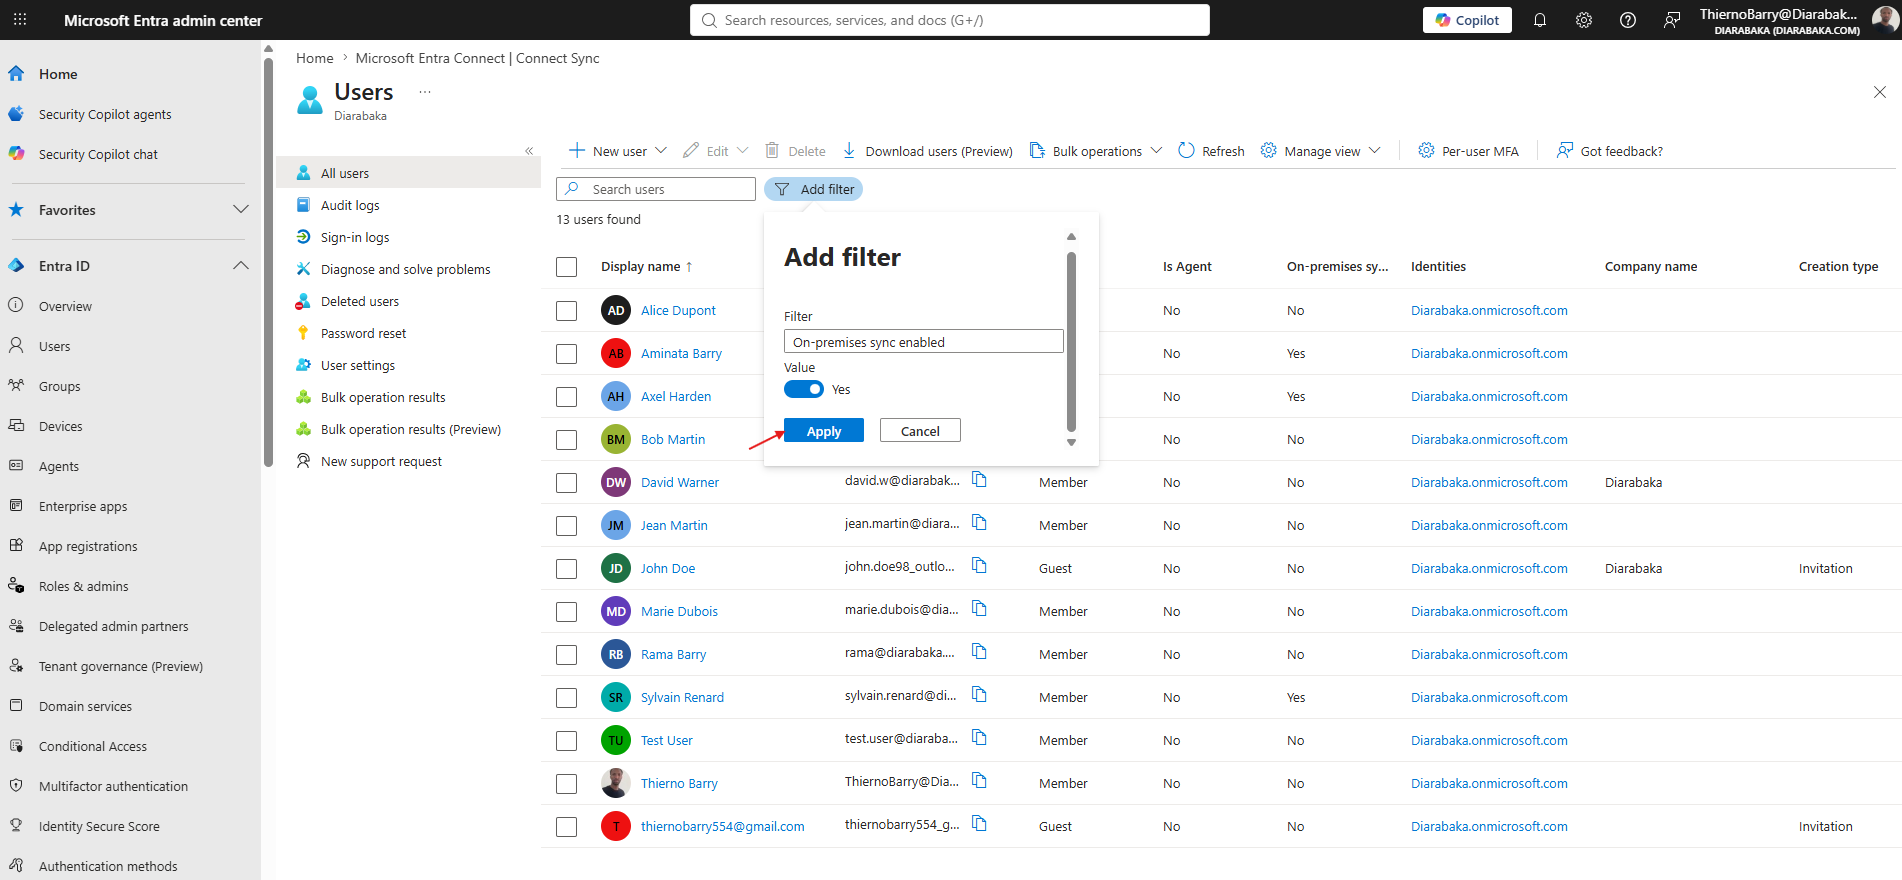 Microsoft Entra admin center
Search resources, services, and docs (G+/)
Copilot
ThiernoBarry@Diarabak...
DIARABAKA (DIARABAKA.COM)
Home
Security Copilot agents
Security Copilot chat
Favorites
Entra ID
Overview
Users
Groups
Devices
Agents
Enterprise apps
App registrations
Roles & admins
Delegated admin partners
Tenant governance (Preview)
Domain services
Conditional Access
Multifactor authentication
Identity Secure Score
Authentication methods
Home > Microsoft Entra Connect | Connect Sync
Users ...
Diarabaka
All users
Audit logs
Sign-in logs
Diagnose and solve problems
Deleted users
Password reset
User settings
Bulk operation results
Bulk operation results (Preview)
New support request
New user Edit Delete Download users (Preview) Bulk operations Refresh Manage view Per-user MFA Got feedback?
Search users Add filter
13 users found
Add filter
Filter
On-premises sync enabled
Value
Yes
Apply Cancel
Display name ↑ Is Agent On-premises sy... Identities Company name Creation type
AD Alice Dupont No No Diarabaka.onmicrosoft.com
AB Aminata Barry No Yes Diarabaka.onmicrosoft.com
AH Axel Harden No Yes Diarabaka.onmicrosoft.com
BM Bob Martin No No Diarabaka.onmicrosoft.com
DW David Warner david.w@diarabak... Member No No Diarabaka.onmicrosoft.com Diarabaka
JM Jean Martin jean.martin@diara... Member No No Diarabaka.onmicrosoft.com
JD John Doe john.doe98_outlo... Guest No No Diarabaka.onmicrosoft.com Diarabaka Invitation
MD Marie Dubois marie.dubois@dia... Member No No Diarabaka.onmicrosoft.com
RB Rama Barry rama@diarabaka.... Member No No Diarabaka.onmicrosoft.com
SR Sylvain Renard sylvain.renard@di... Member No Yes Diarabaka.onmicrosoft.com
TU Test User test.user@diaraba... Member No No Diarabaka.onmicrosoft.com
Thierno Barry ThiernoBarry@Dia... Member No No Diarabaka.onmicrosoft.com
T thiernobarry554@gmail.com thiernobarry554_g... Guest No No Diarabaka.onmicrosoft.com Invitation